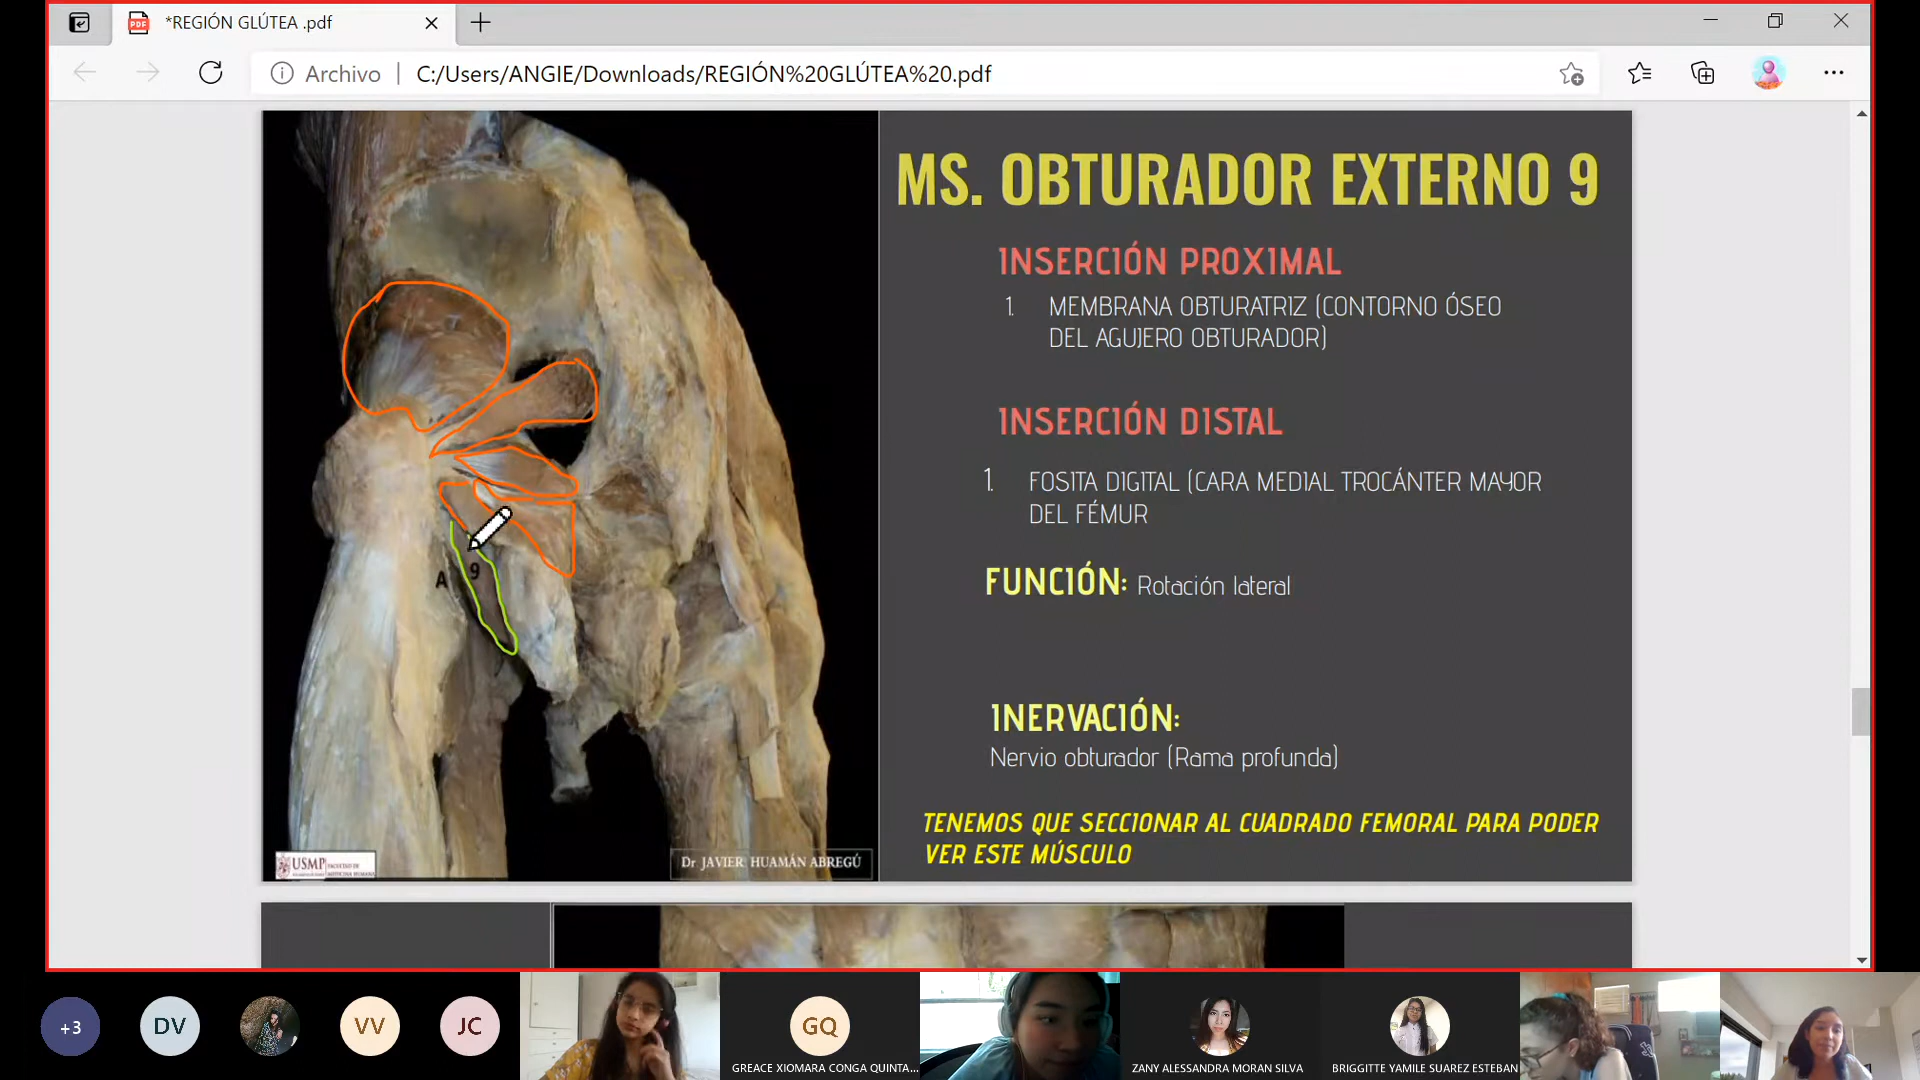 *REGIÓN GLÚTEA .pdf
Archivo | C:/Users/ANGIE/Downloads/REGIÓN%20GLÚTEA%20.pdf
MS. OBTURADOR EXTERNO 9
INSERCIÓN PROXIMAL
1. MEMBRANA OBTURATRIZ (CONTORNO ÓSEO
DEL AGUJERO OBTURADOR)
INSERCIÓN DISTAL
1. FOSITA DIGITAL (CARA MEDIAL TROCÁNTER MAYOR
DEL FÉMUR
FUNCIÓN: Rotación lateral
INERVACIÓN:
Nervio obturador (Rama profunda)
TENEMOS QUE SECCIONAR AL CUADRADO FEMORAL PARA PODER
VER ESTE MÚSCULO
A 9
USMP FACULTAD DE
MEDICINA HUMANA
Dr JAVIER HUAMÁN ABREGÚ
+3
DV
VV
JC
GQ
GREACE XIOMARA CONGA QUINTA...
ZANY ALESSANDRA MORAN SILVA
BRIGGITTE YAMILE SUAREZ ESTEBAN